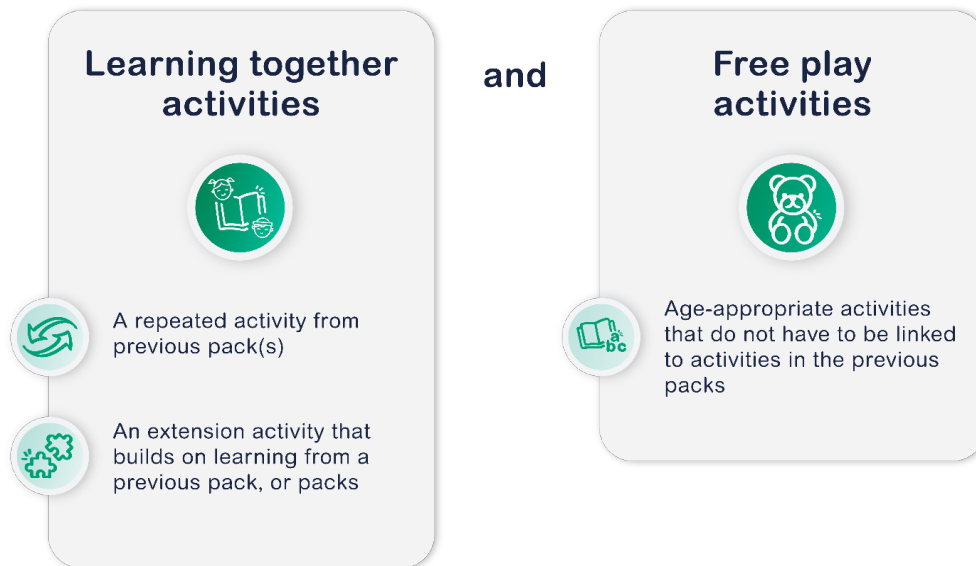 Learning together
activities
and
Free play
activities
A repeated activity from
previous pack(s)
An extension activity that
builds on learning from a
previous pack, or packs
Age-appropriate activities
that do not have to be linked
to activities in the previous
packs
a
bc